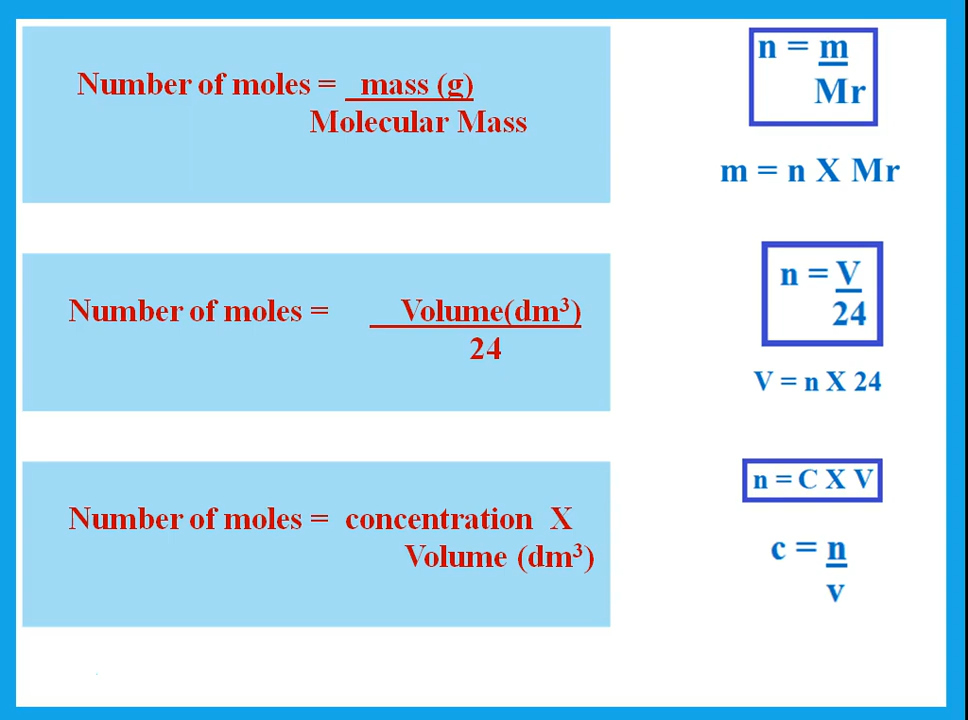 Number of moles = mass (g)
Molecular Mass
n = m
Mr
m = n X Mr
Number of moles = Volume(dm³)
24
n = V
24
V = n X 24
Number of moles = concentration X
Volume (dm³)
n = C X V
c = n
v